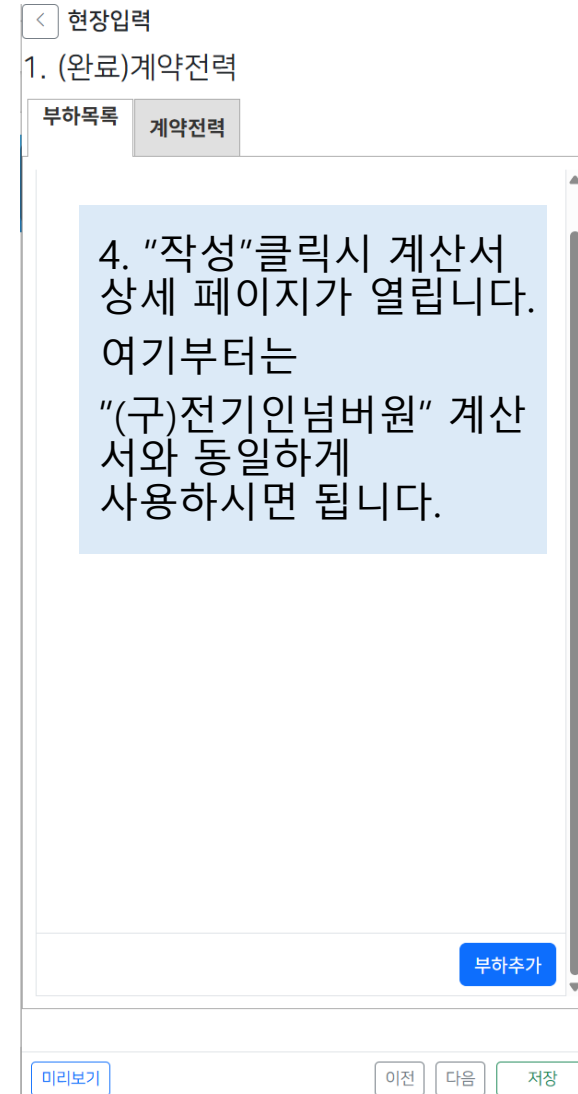 현장입력
1. (완료)계약전력
부하목록
계약전력
4. "작성"클릭시 계산서
상세 페이지가 열립니다.
여기부터는
"(구)전기인넘버원" 계산
서와 동일하게
사용하시면 됩니다.
부하추가
미리보기
이전
다음
저장